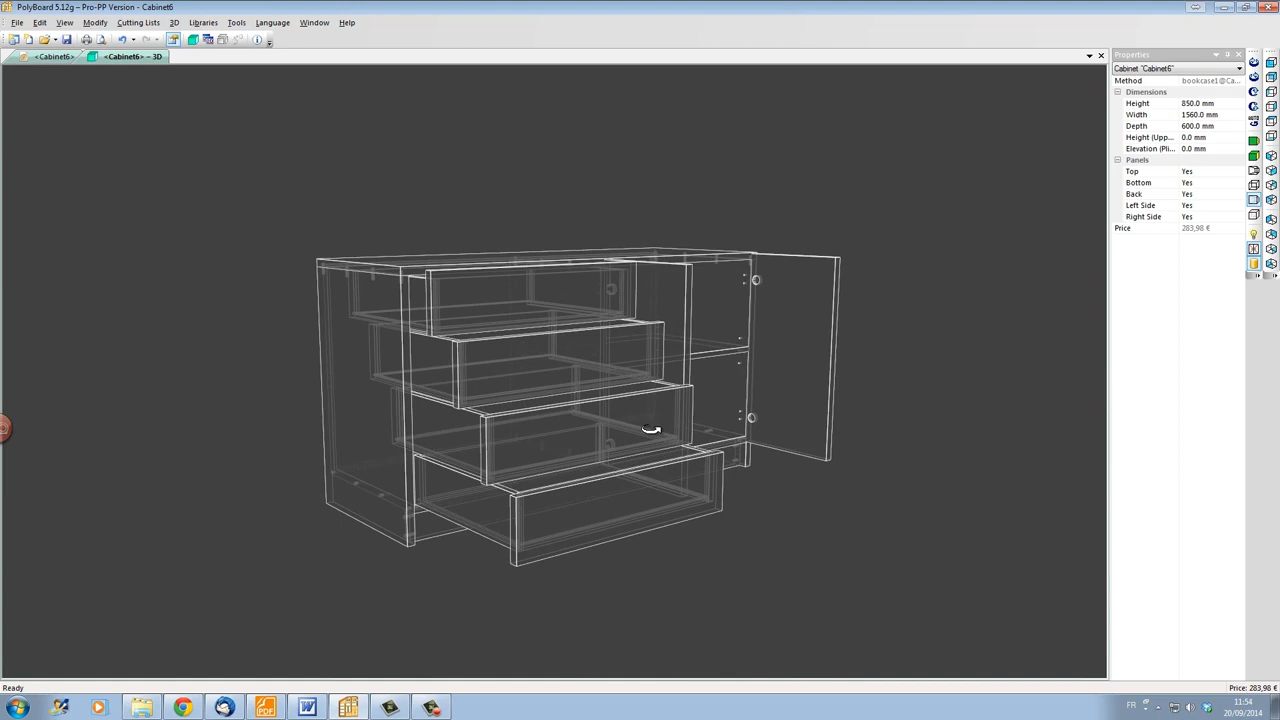 PolyBoard 5.12g – Pro-PP Version - Cabinet6
File Edit View Modify Cutting Lists 3D Libraries Tools Language Window Help
<Cabinet6> <Cabinet6> – 3D
Properties
Cabinet "Cabinet6"
Method bookcase1@Ca...
Dimensions
Height 850.0 mm
Width 1560.0 mm
Depth 600.0 mm
Height (Upp... 0.0 mm
Elevation (Pli... 0.0 mm
Panels
Top Yes
Bottom Yes
Back Yes
Left Side Yes
Right Side Yes
Price 283,98 €
AUTO
Ready
Price: 283,98 €
PDF
W
FR
11:54
20/09/2014